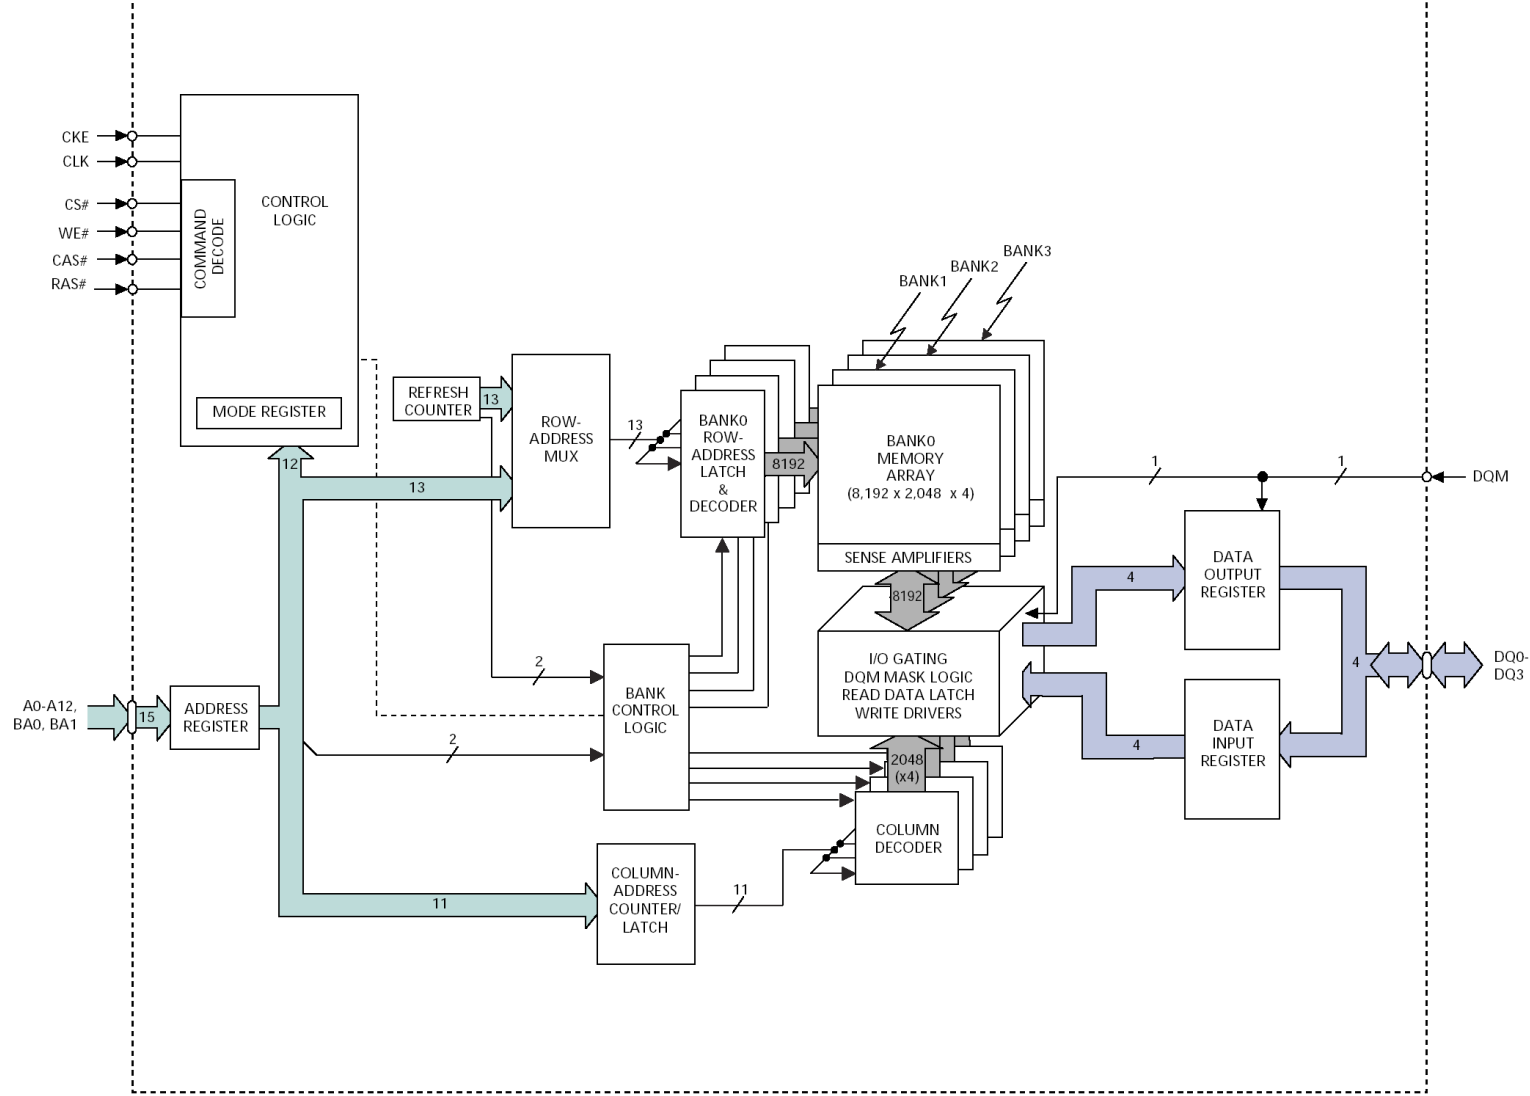 CKE
CLK
CS#
WE#
CAS#
RAS#
COMMAND
DECODE
CONTROL
LOGIC
MODE REGISTER
12
REFRESH
COUNTER
13
13
ROW-
ADDRESS
MUX
13
BANK0
ROW-
ADDRESS
LATCH
&
DECODER
8192
BANK1
BANK2
BANK3
BANK0
MEMORY
ARRAY
(8,192 x 2,048 x 4)
SENSE AMPLIFIERS
8192
I/O GATING
DQM MASK LOGIC
READ DATA LATCH
WRITE DRIVERS
2048
(x4)
COLUMN
DECODER
A0-A12,
BA0, BA1
15
ADDRESS
REGISTER
2
2
BANK
CONTROL
LOGIC
11
COLUMN-
ADDRESS
COUNTER/
LATCH
11
1
1
DQM
4
DATA
OUTPUT
REGISTER
4
DATA
INPUT
REGISTER
4
DQ0-
DQ3